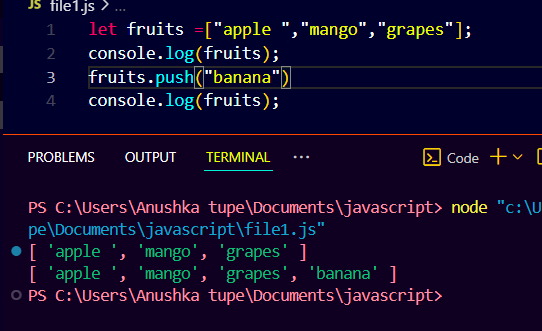 JS file1.js > ...
1 let fruits =["apple ","mango","grapes"];
2 console.log(fruits);
3 fruits.push("banana")
4 console.log(fruits);
PROBLEMS OUTPUT TERMINAL ... Code
PS C:\Users\Anushka tupe\Documents\javascript> node "c:\U
pe\Documents\javascript\file1.js"
[ 'apple ', 'mango', 'grapes' ]
[ 'apple ', 'mango', 'grapes', 'banana' ]
PS C:\Users\Anushka tupe\Documents\javascript>